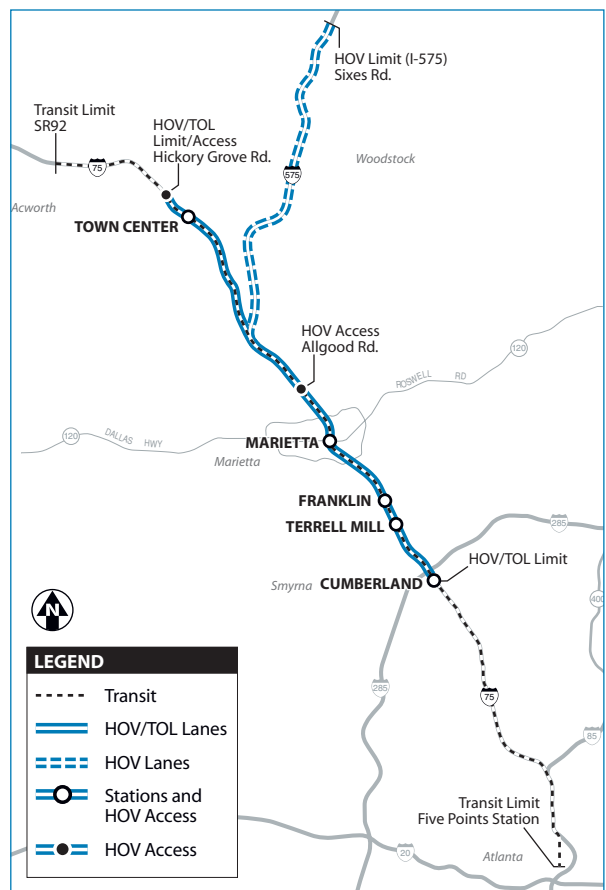 HOV Limit (I-575)
Sixes Rd.
Transit Limit
SR92
HOV/TOL
Limit/Access
Hickory Grove Rd.
75
Woodstock
575
Acworth
TOWN CENTER
HOV Access
Allgood Rd.
120
ROSWELL RD
DALLAS HWY
120
MARIETTA
Marietta
FRANKLIN
TERRELL MILL
285
HOV/TOL Limit
Smyrna
CUMBERLAND
400
N
LEGEND
Transit
HOV/TOL Lanes
HOV Lanes
Stations and
HOV Access
HOV Access
285
75
85
Transit Limit
Five Points Station
20
Atlanta